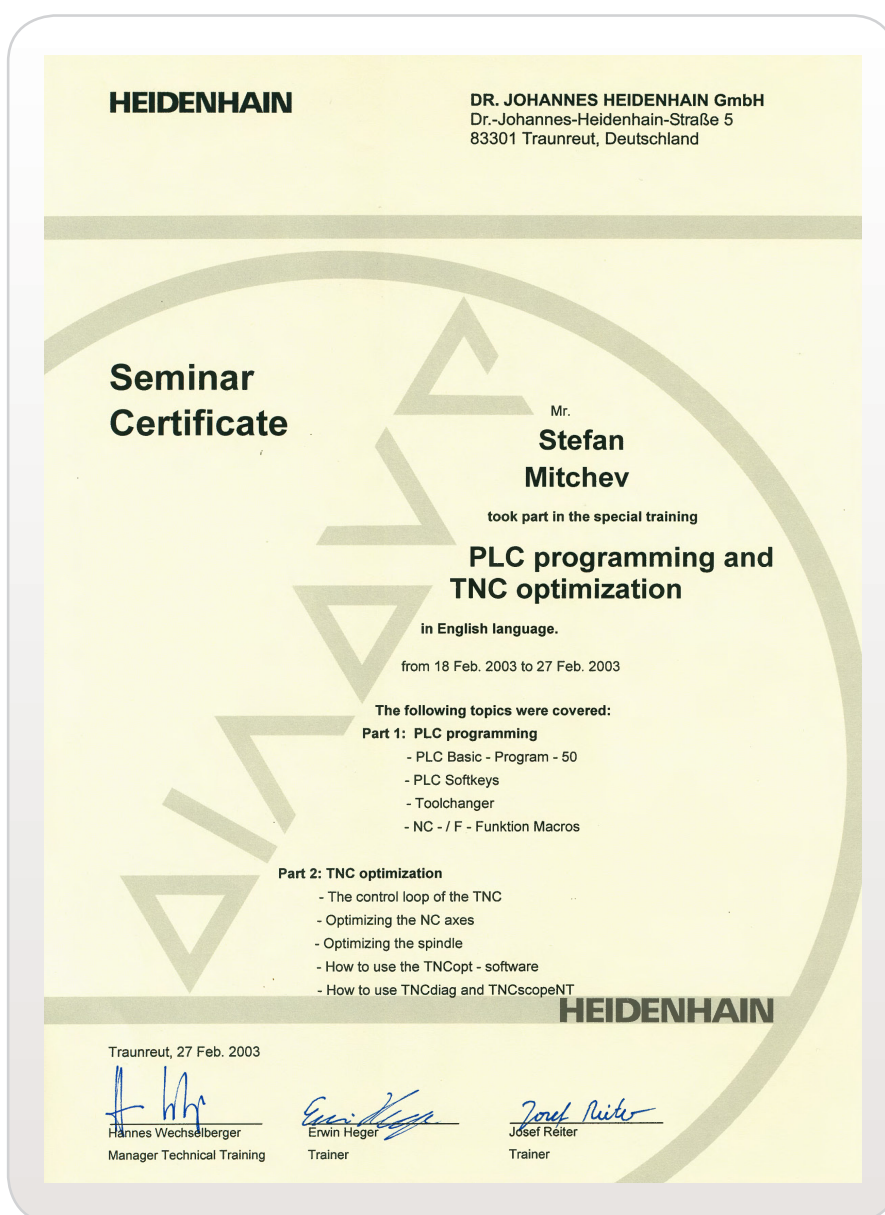 HEIDENHAIN
DR. JOHANNES HEIDENHAIN GmbH
Dr.-Johannes-Heidenhain-Straße 5
83301 Traunreut, Deutschland
Seminar
Certificate
Mr.
Stefan
Mitchev
took part in the special training
PLC programming and
TNC optimization
in English language.
from 18 Feb. 2003 to 27 Feb. 2003
The following topics were covered:
Part 1: PLC programming
- PLC Basic - Program - 50
- PLC Softkeys
- Toolchanger
- NC - / F - Funktion Macros
Part 2: TNC optimization
- The control loop of the TNC
- Optimizing the NC axes
- Optimizing the spindle
- How to use the TNCopt - software
- How to use TNCdiag and TNCscopeNT
HEIDENHAIN
Traunreut, 27 Feb. 2003
Hannes Wechselberger
Manager Technical Training
Erwin Heger
Trainer
Josef Reiter
Josef Reiter
Trainer